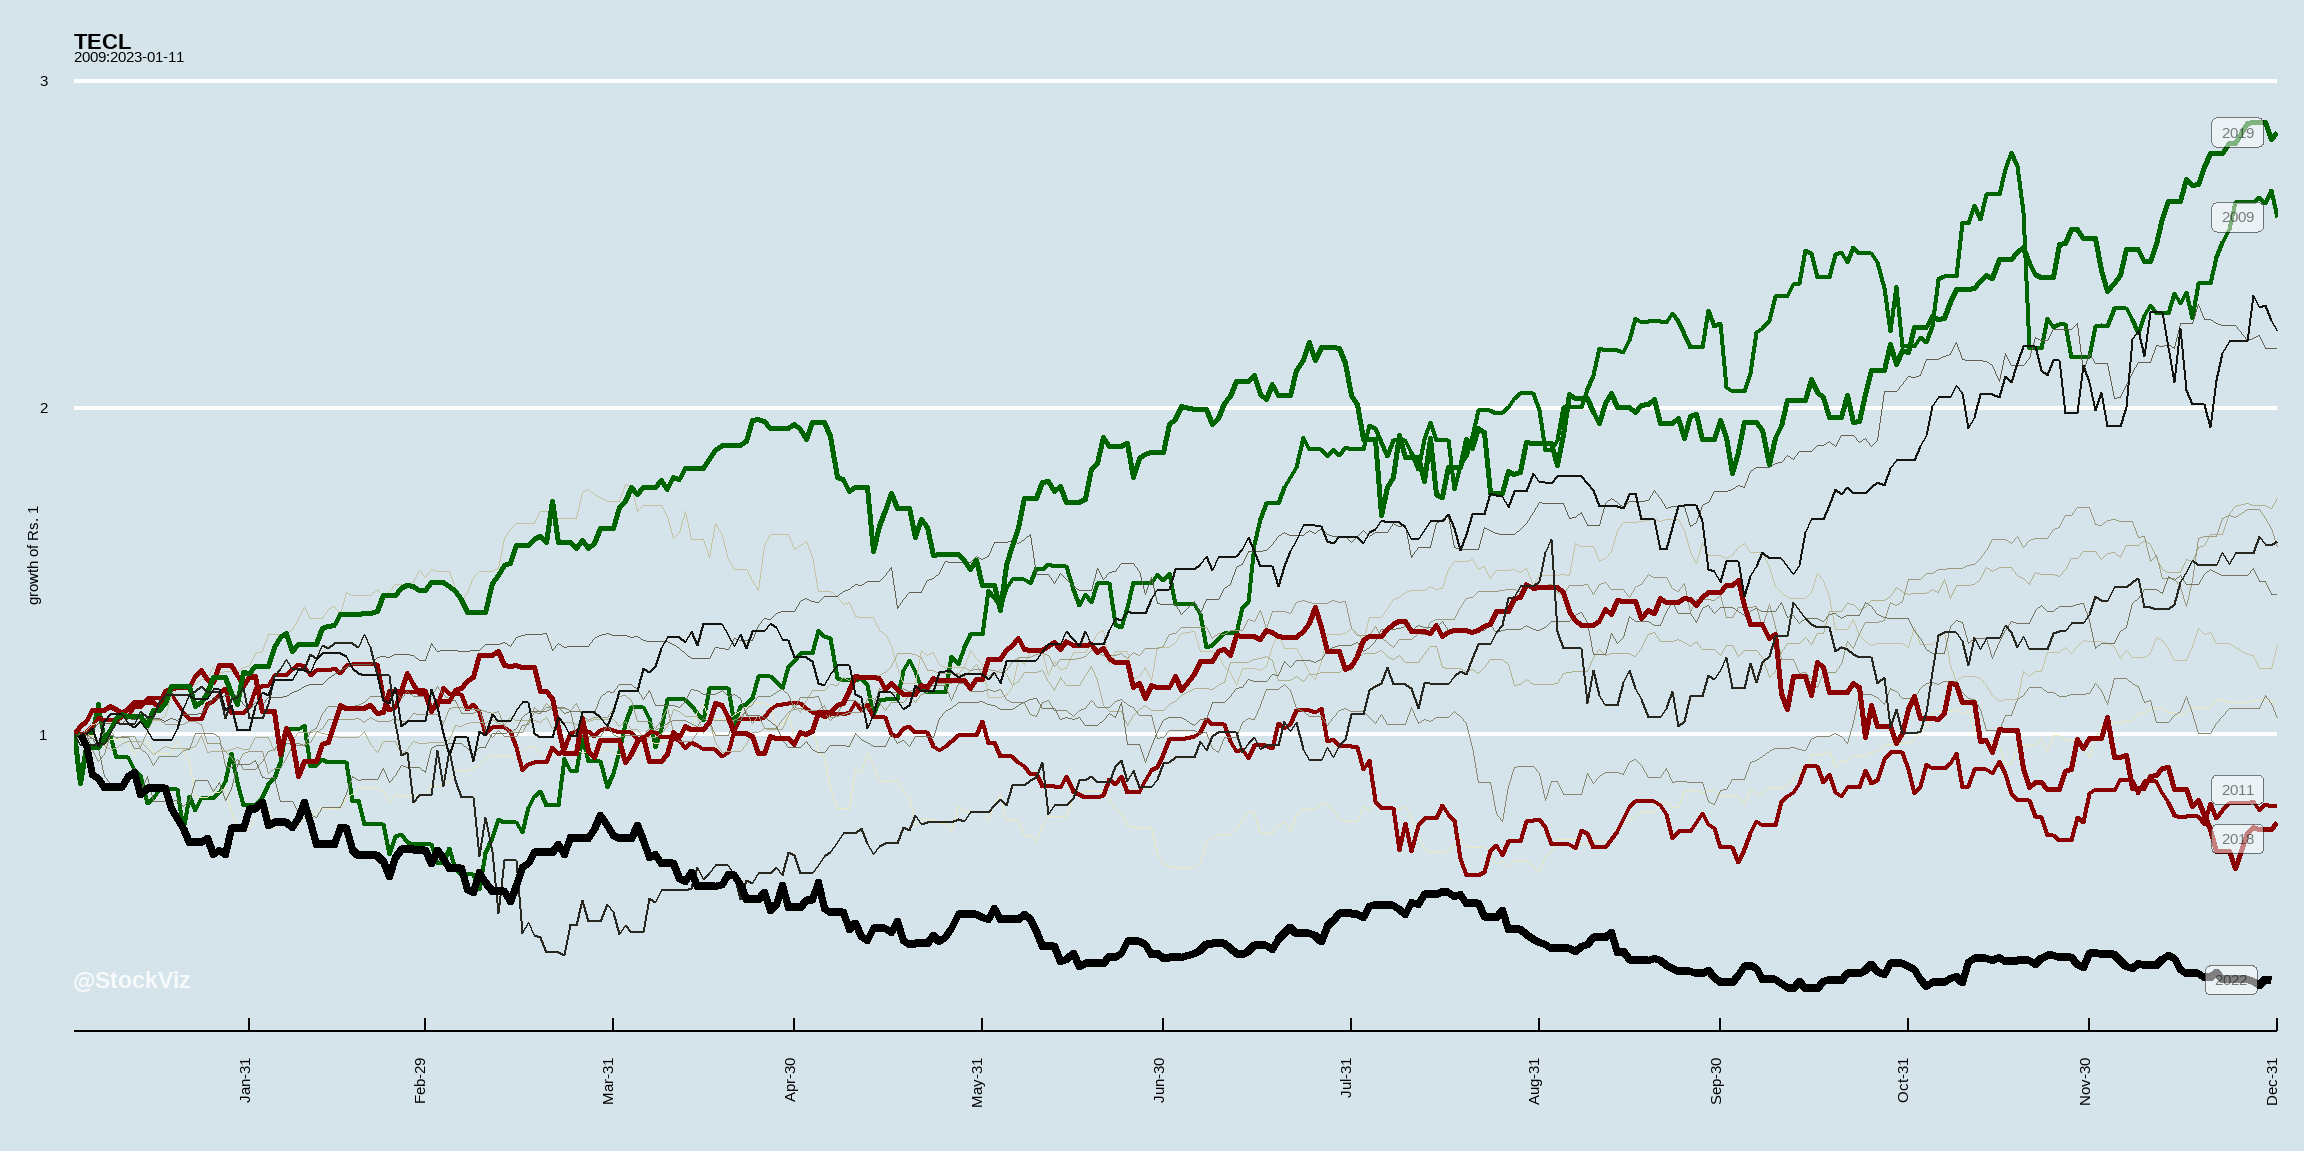 TECL
2009:2023-01-11
3
2019
2009
2
growth of Rs. 1
1
2011
2018
@StockViz
2022
Jan-31
Feb-29
Mar-31
Apr-30
May-31
Jun-30
Jul-31
Aug-31
Sep-30
Oct-31
Nov-30
Dec-31